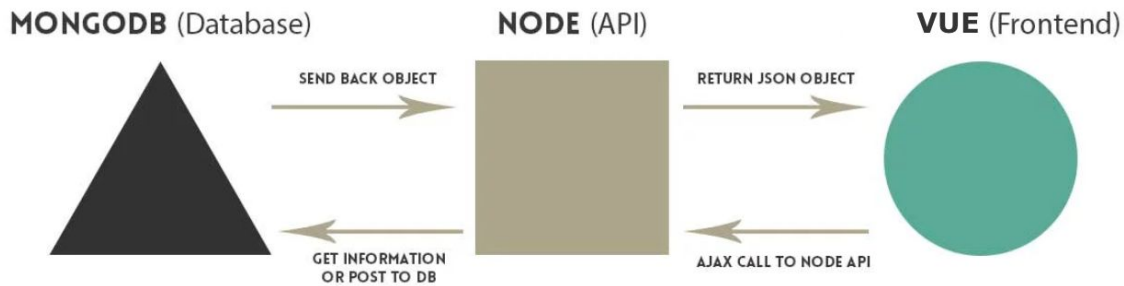 MONGODB (Database)
NODE (API)
VUE (Frontend)
SEND BACK OBJECT
RETURN JSON OBJECT
GET INFORMATION
OR POST TO DB
AJAX CALL TO NODE API